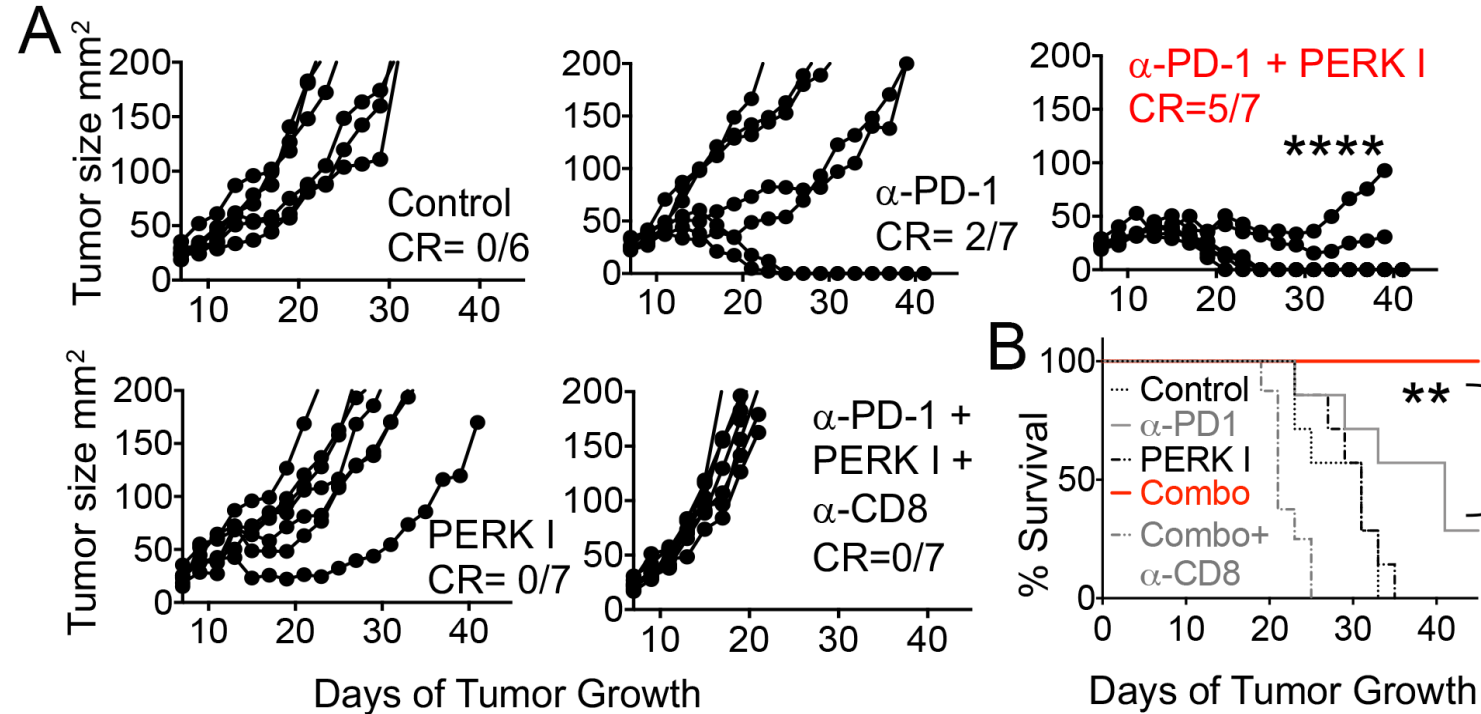 A
Tumor size mm²
200
150
100
50
0
10 20 30 40
Control
CR= 0/6
200
150
100
50
0
10 20 30 40
α-PD-1
CR= 2/7
200
150
100
50
0
10 20 30 40
α-PD-1 + PERK I
CR=5/7
****
Tumor size mm²
200
150
100
50
0
10 20 30 40
PERK I
CR= 0/7
200
150
100
50
0
10 20 30 40
α-PD-1 +
PERK I +
α-CD8
CR=0/7
Days of Tumor Growth
B
% Survival
100
50
0
0 10 20 30 40
Control
α-PD1
PERK I
Combo
Combo+
α-CD8
**
Days of Tumor Growth